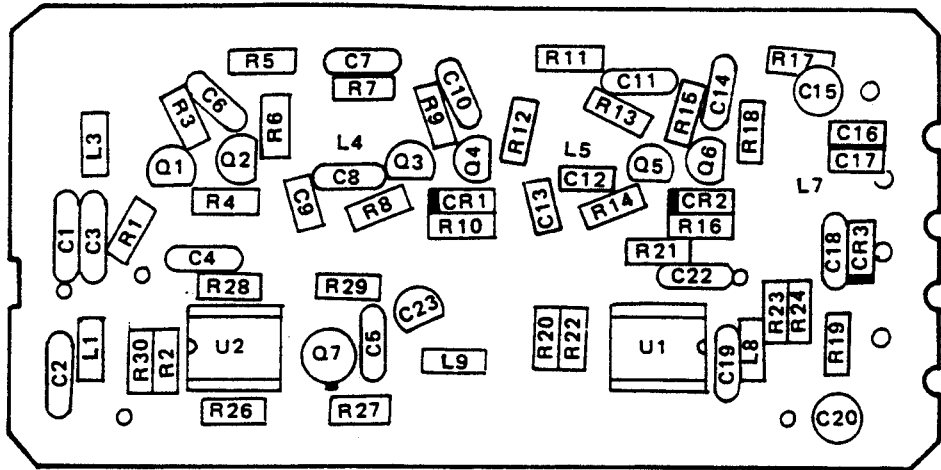 R5
C7
R11
R17
R7
C10
C11
C14
C15
C6
R3
R9
R15
R13
R6
R12
R18
C16
L3
L4
L5
C17
Q1
Q2
Q3
Q4
Q5
Q6
C8
C12
L7
R4
C9
R8
CR1
C13
R14
CR2
C1
C3
R1
R10
R16
C18
CR3
C4
R21
R28
R29
C22
C23
R23
R24
C2
L1
R30
R2
U2
Q7
C5
L9
R20
R22
U1
C19
L8
R19
R26
R27
C20